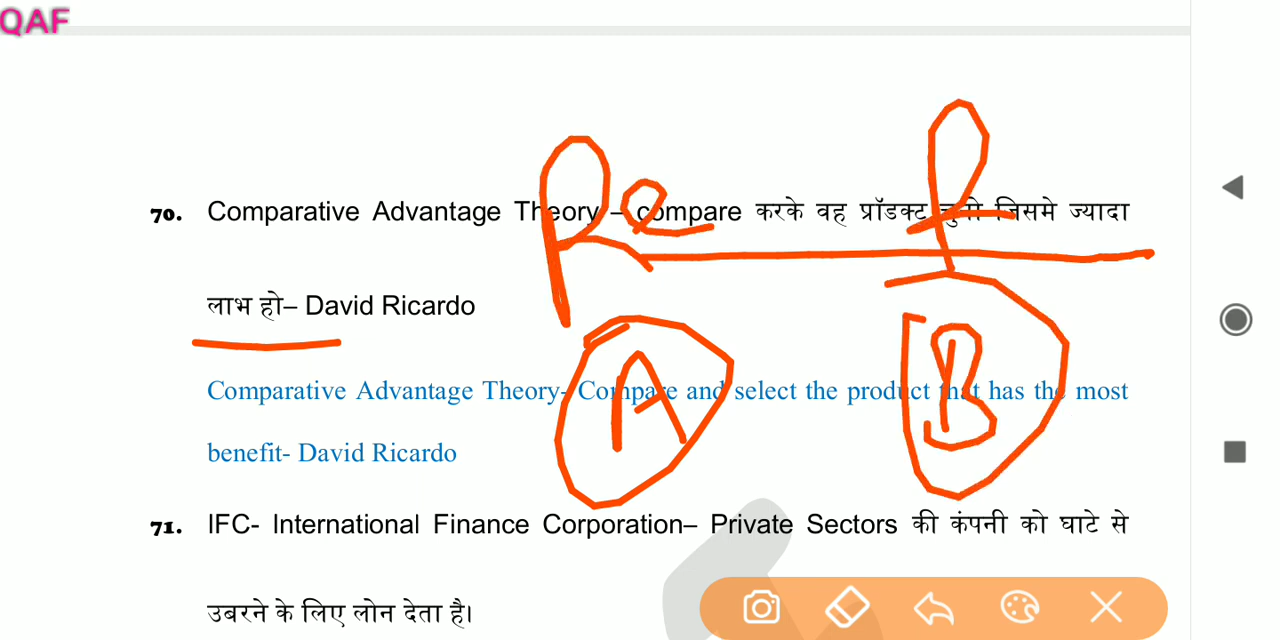 QAF
70. Comparative Advantage Theory – compare करके वह प्रॉडक्ट चुनो जिसमे ज्यादा
लाभ हो– David Ricardo
Comparative Advantage Theory- Compare and select the product that has the most
benefit- David Ricardo
A B
71. IFC- International Finance Corporation– Private Sectors की कंपनी को घाटे से
उबरने के लिए लोन देता है।